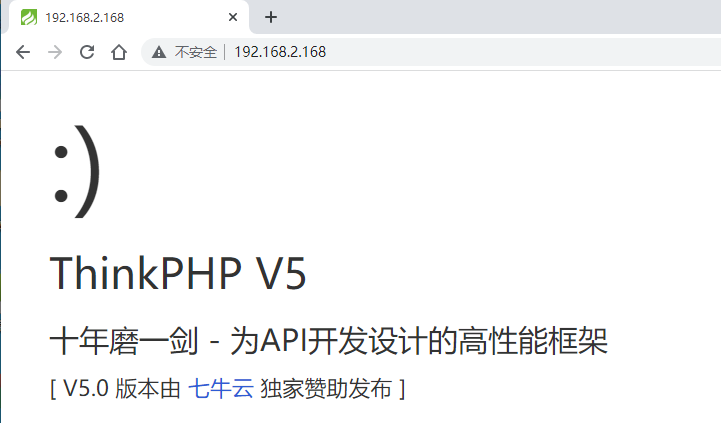 192.168.2.168
不安全 | 192.168.2.168
:)
ThinkPHP V5
十年磨一剑 - 为API开发设计的高性能框架
[ V5.0 版本由 七牛云 独家赞助发布 ]